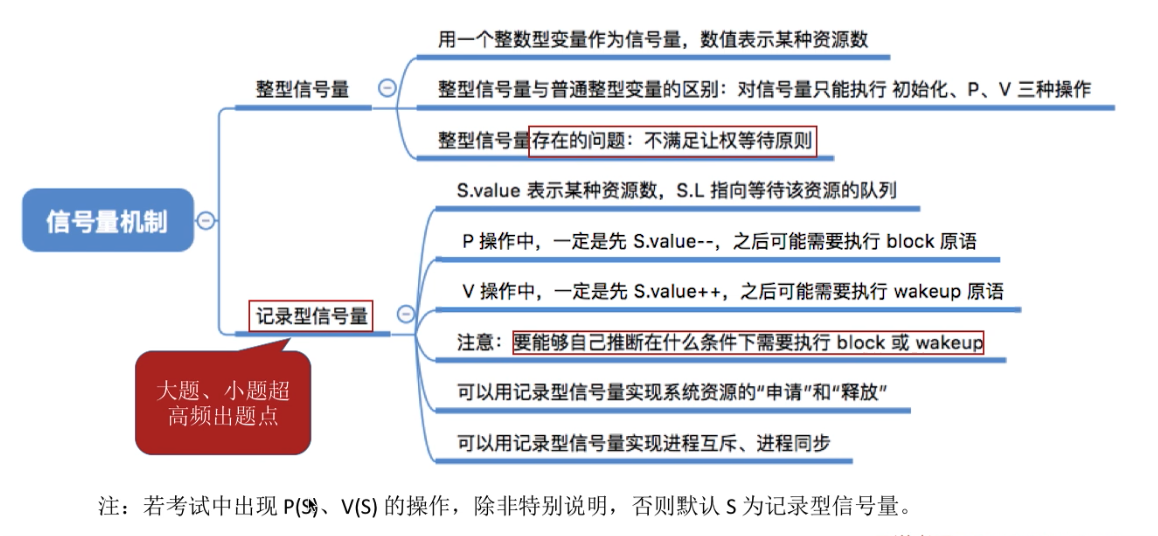 用一个整数型变量作为信号量，数值表示某种资源数
整型信号量
整型信号量与普通整型变量的区别：对信号量只能执行 初始化、P、V 三种操作
整型信号量存在的问题：不满足让权等待原则
信号量机制
S.value 表示某种资源数，S.L 指向等待该资源的队列
P 操作中，一定是先 S.value--，之后可能需要执行 block 原语
V 操作中，一定是先 S.value++，之后可能需要执行 wakeup 原语
记录型信号量
注意：要能够自己推断在什么条件下需要执行 block 或 wakeup
可以用记录型信号量实现系统资源的“申请”和“释放”
可以用记录型信号量实现进程互斥、进程同步
大题、小题超
高频出题点
注：若考试中出现 P(S)、V(S) 的操作，除非特别说明，否则默认 S 为记录型信号量。